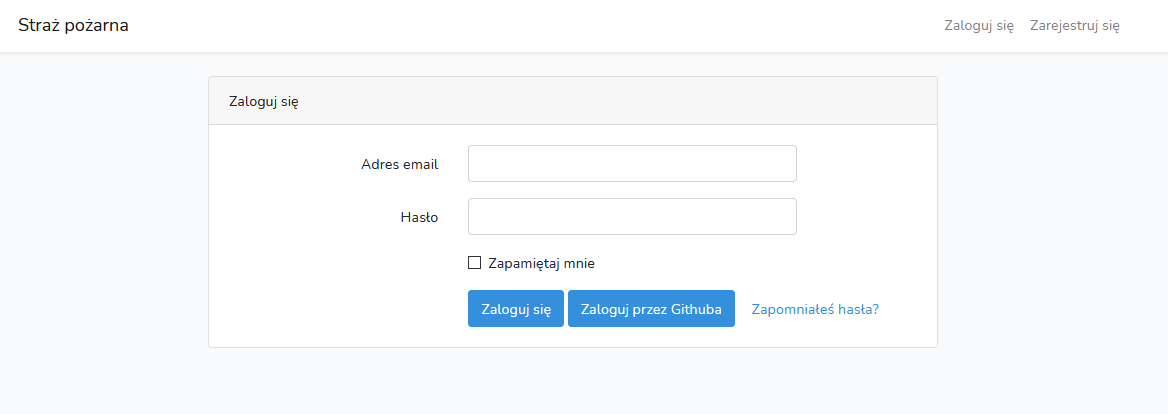 Straż pożarna
Zaloguj się Zarejestruj się
Zaloguj się
Adres email
Hasło
Zapamiętaj mnie
Zaloguj się Zaloguj przez Githuba Zapomniałeś hasła?